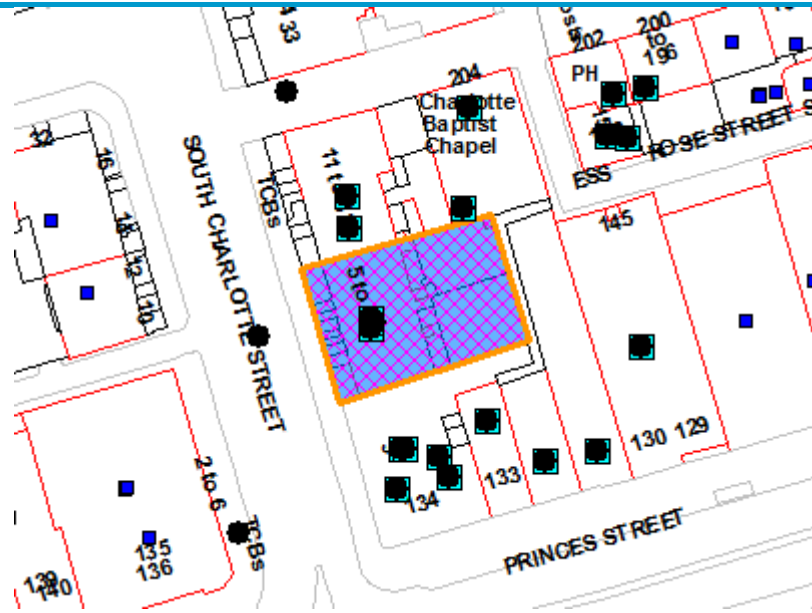 33
202
200
to
196
PH
204
Charlotte
Baptist
Chapel
ROSE STREET S
ESS
32
16
14
12
10
SOUTH CHARLOTTE STREET
TCBs
11 t
5 to
145
130 129
133
134
2 to 6
TCBs
135
136
139
140
PRINCES STREET